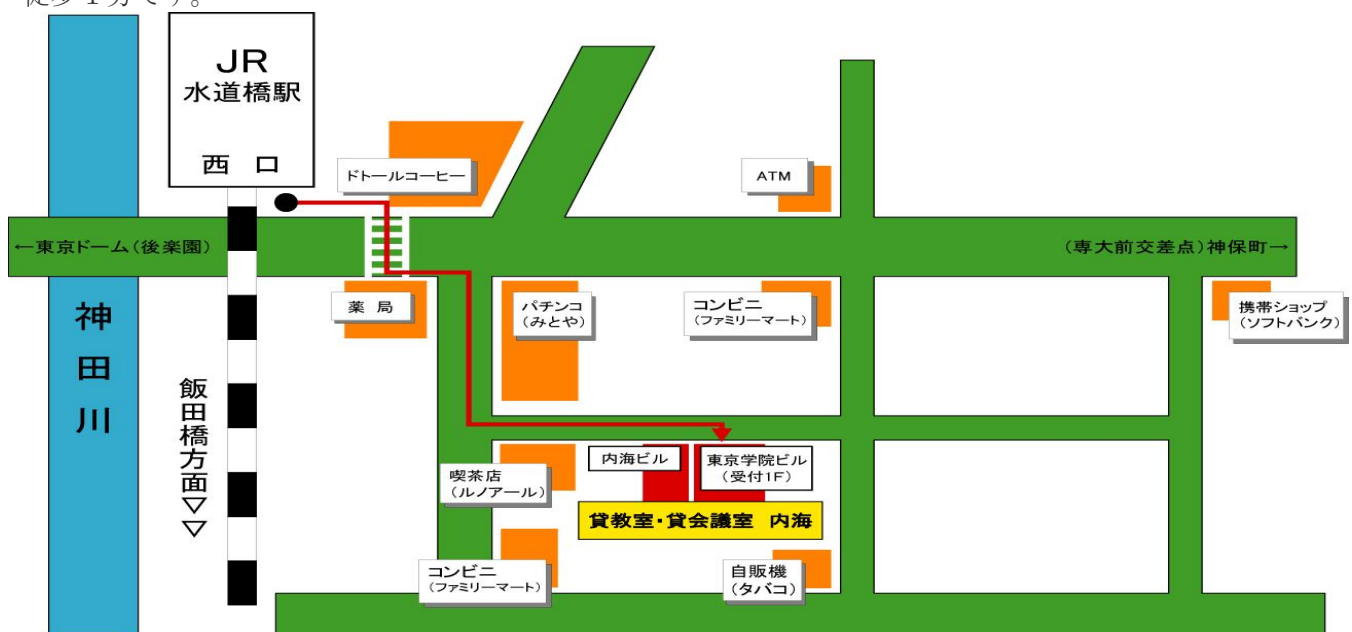 徒歩1分です。
JR
水道橋駅
西 口
ドトールコーヒー
ATM
←東京ドーム(後楽園)
(専大前交差点)神保町→
薬 局
パチンコ
(みとや)
コンビニ
(ファミリーマート)
携帯ショップ
(ソフトバンク)
神田川
飯田橋方面▽▽
内海ビル
東京学院ビル
(受付1F)
喫茶店
(ルノアール)
貸教室・貸会議室 内海
コンビニ
(ファミリーマート)
自販機
(タバコ)